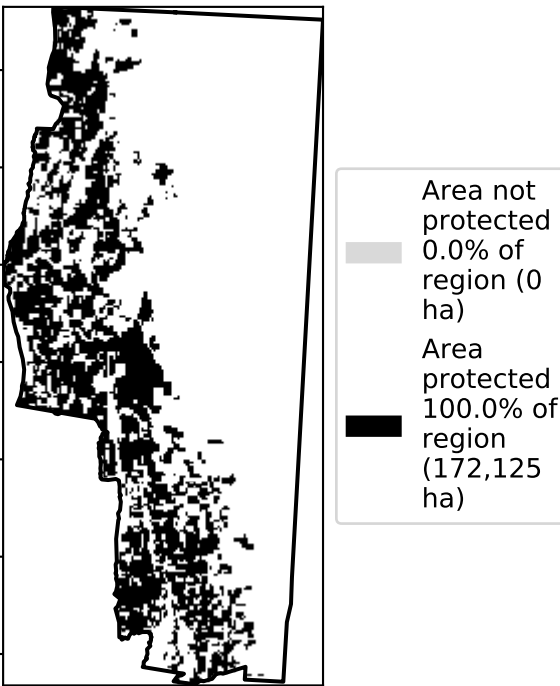 Area not
protected
0.0% of
region (0
ha)
Area
protected
100.0% of
region
(172,125
ha)